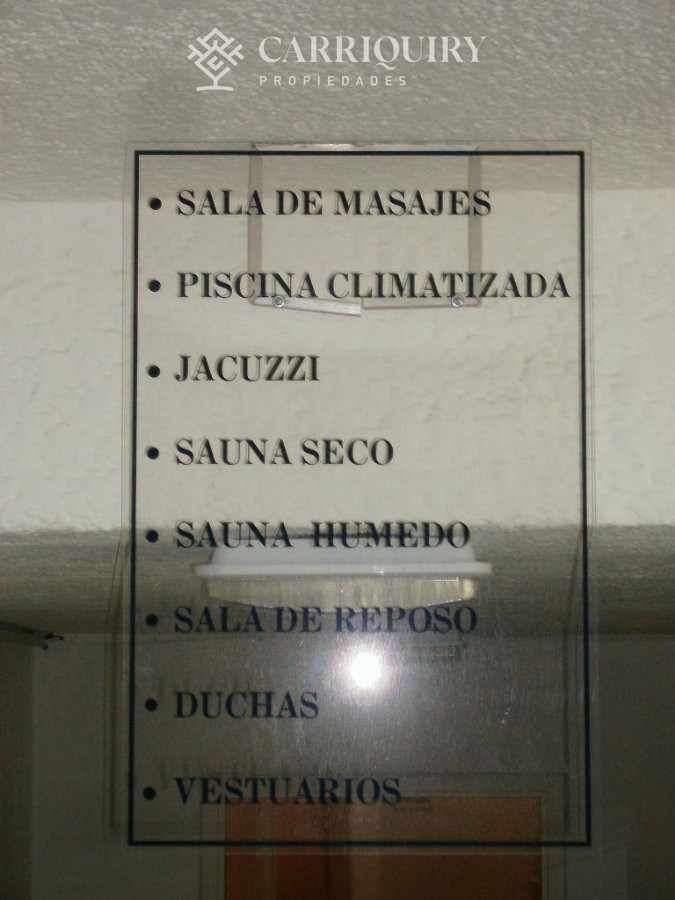 CARRIQUIRY
PROPIEDADES
• SALA DE MASAJES
• PISCINA CLIMATIZADA
• JACUZZI
• SAUNA SECO
• SAUNA HUMEDO
• SALA DE REPOSO
• DUCHAS
• VESTUARIOS